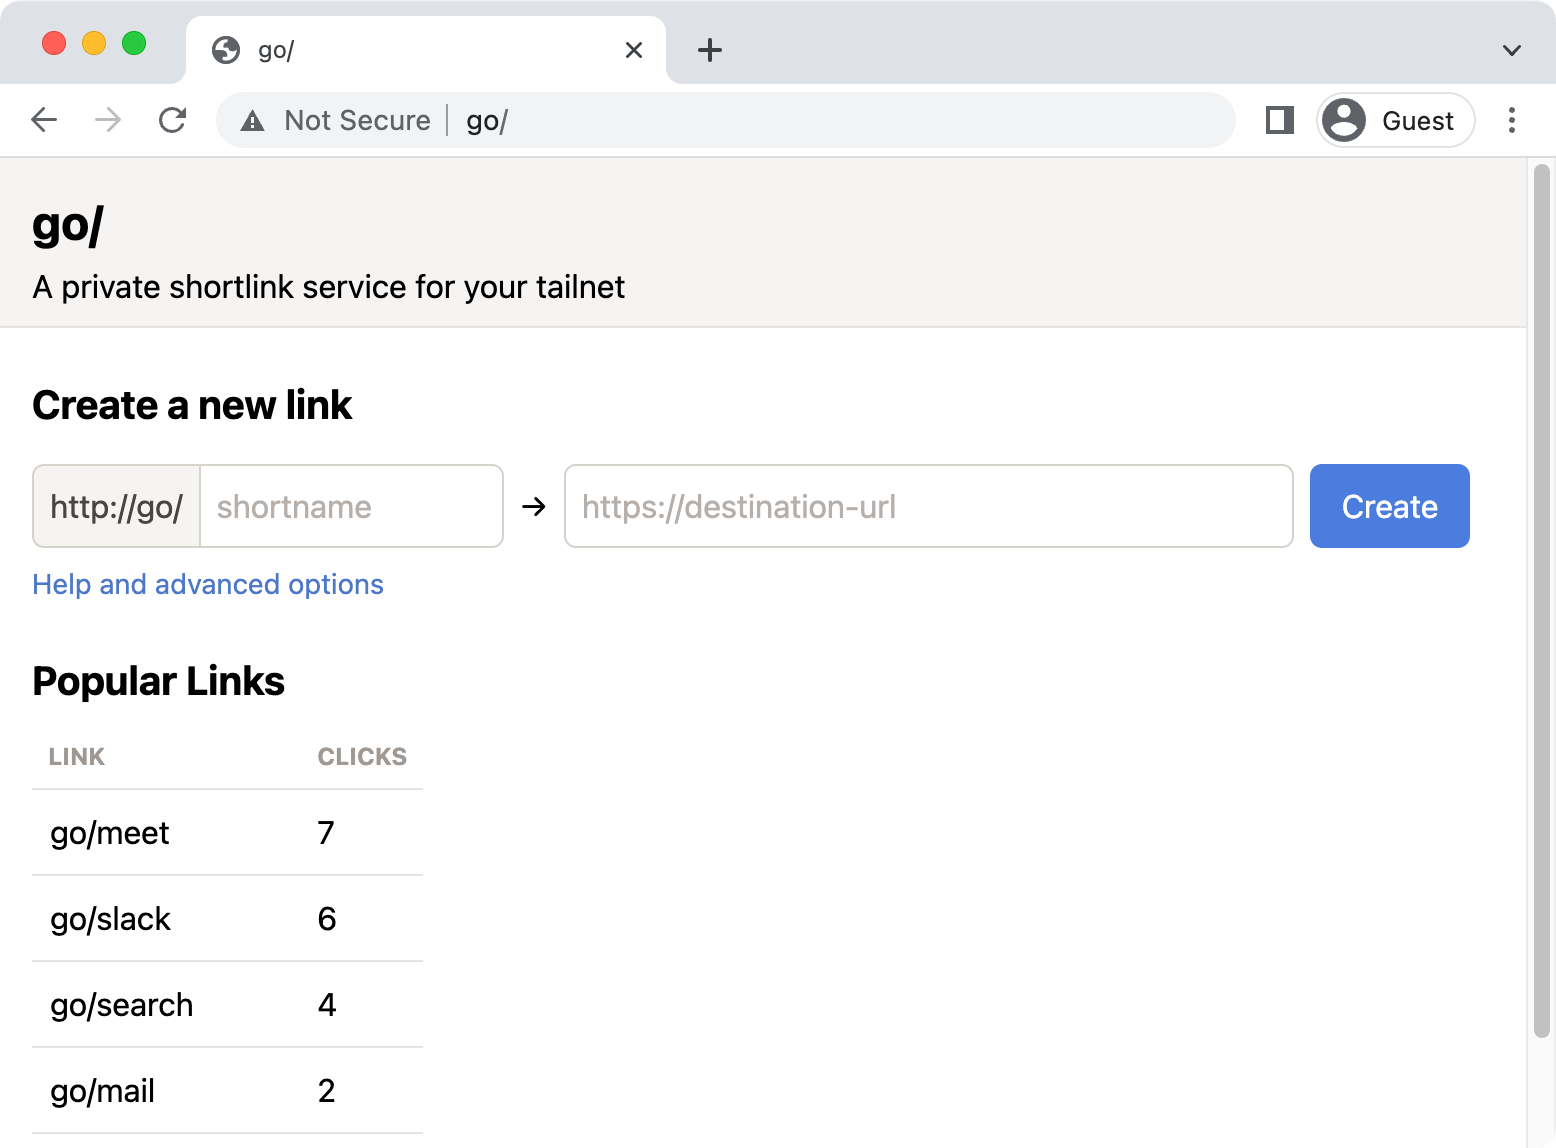 go/
Not Secure | go/
Guest
go/
A private shortlink service for your tailnet
Create a new link
http://go/ shortname → https://destination-url Create
Help and advanced options
Popular Links
LINK CLICKS
go/meet 7
go/slack 6
go/search 4
go/mail 2